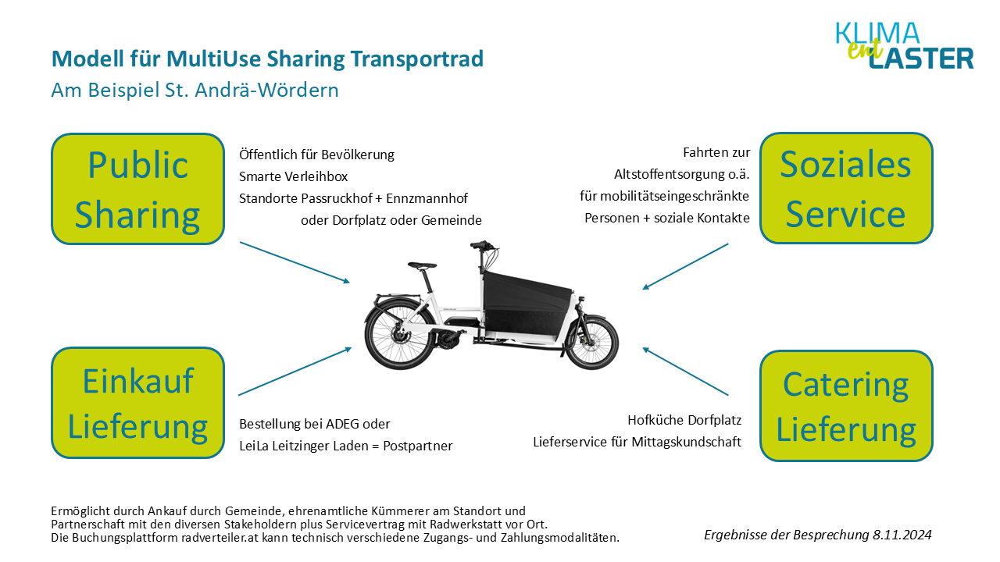 KLIMA
ent
LASTER
Modell für MultiUse Sharing Transportrad
Am Beispiel St. Andrä-Wördern
Public
Sharing
Öffentlich für Bevölkerung
Smarte Verleihbox
Standorte Passruckhof + Ennzmannhof
oder Dorfplatz oder Gemeinde
Fahrten zur
Altstoffentsorgung o.ä.
für mobilitätseingeschränkte
Personen + soziale Kontakte
Soziales
Service
Einkauf
Lieferung
Bestellung bei ADEG oder
LeiLa Leitzinger Laden = Postpartner
Hofküche Dorfplatz
Lieferservice für Mittagskundschaft
Catering
Lieferung
Ermöglicht durch Ankauf durch Gemeinde, ehrenamtliche Kümmerer am Standort und
Partnerschaft mit den diversen Stakeholdern plus Servicevertrag mit Radwerkstatt vor Ort.
Die Buchungsplattform radverteiler.at kann technisch verschiedene Zugangs- und Zahlungsmodalitäten.
Ergebnisse der Besprechung 8.11.2024